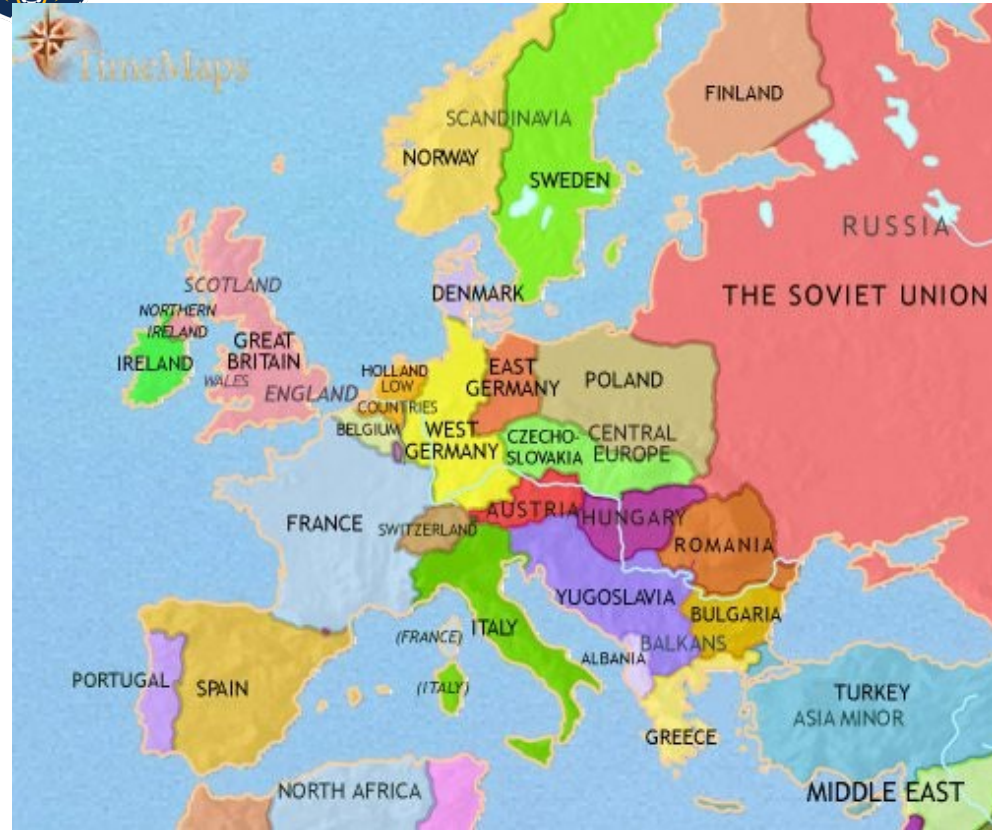 TimeMaps
FINLAND
SCANDINAVIA
NORWAY
SWEDEN
RUSSIA
SCOTLAND
DENMARK
THE SOVIET UNION
NORTHERN
IRELAND
GREAT
BRITAIN
IRELAND
WALES
ENGLAND
HOLLAND
LOW
COUNTRIES
BELGIUM
EAST
GERMANY
POLAND
WEST
GERMANY
CZECHO-
SLOVAKIA
CENTRAL
EUROPE
FRANCE
SWITZERLAND
AUSTRIA
HUNGARY
ROMANIA
YUGOSLAVIA
BULGARIA
(FRANCE)
ITALY
BALKANS
ALBANIA
PORTUGAL
SPAIN
(ITALY)
TURKEY
ASIA MINOR
GREECE
NORTH AFRICA
MIDDLE EAST